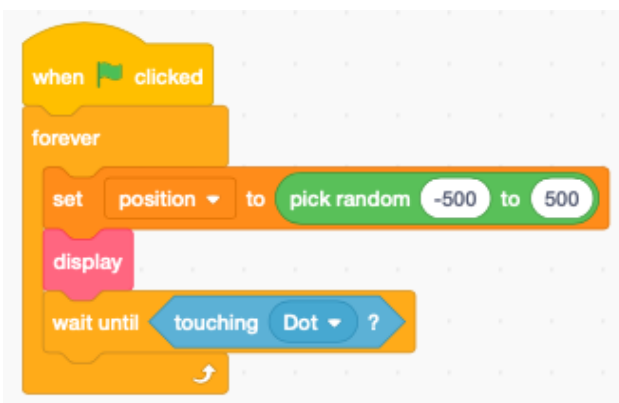 when clicked
forever
set position to pick random -500 to 500
display
wait until touching Dot ?